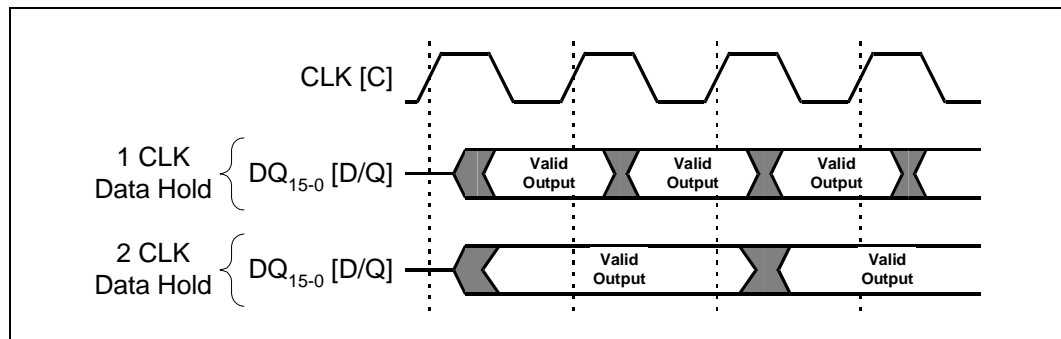 CLK [C]
1 CLK
Data Hold
DQ15-0 [D/Q]
Valid
Output
Valid
Output
Valid
Output
2 CLK
Data Hold
DQ15-0 [D/Q]
Valid
Output
Valid
Output